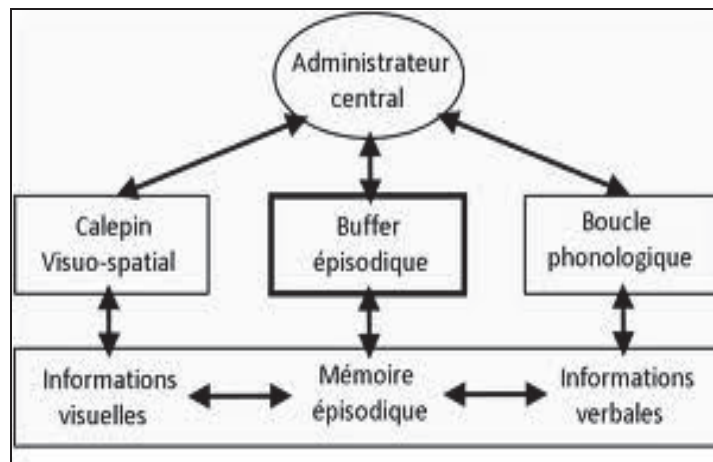 Administrateur
central
Calepin
Visuo-spatial
Buffer
épisodique
Boucle
phonologique
Informations
visuelles
Mémoire
épisodique
Informations
verbales